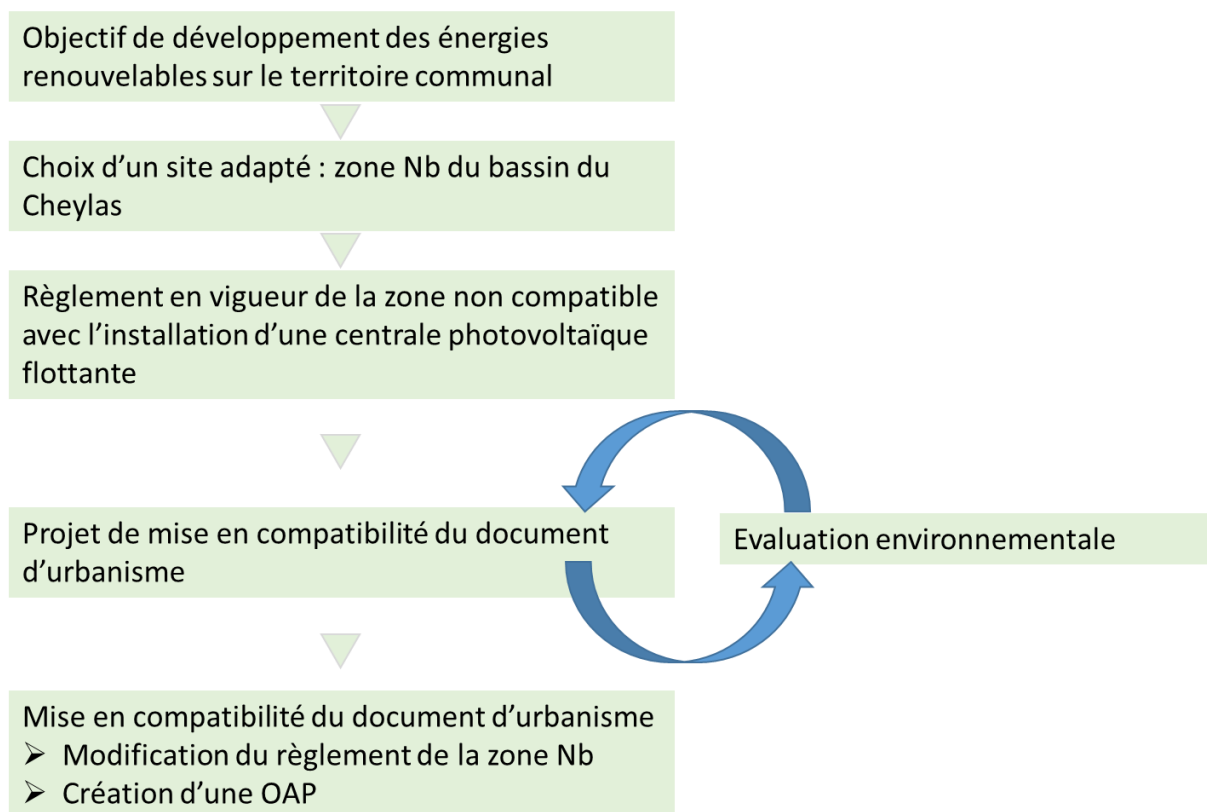 Objectif de développement des énergies
renouvelables sur le territoire communal
Choix d'un site adapté : zone Nb du bassin du
Cheylas
Règlement en vigueur de la zone non compatible
avec l'installation d'une centrale photovoltaïque
flottante
Projet de mise en compatibilité du document
d'urbanisme
Evaluation environnementale
Mise en compatibilité du document d'urbanisme
➢ Modification du règlement de la zone Nb
➢ Création d'une OAP